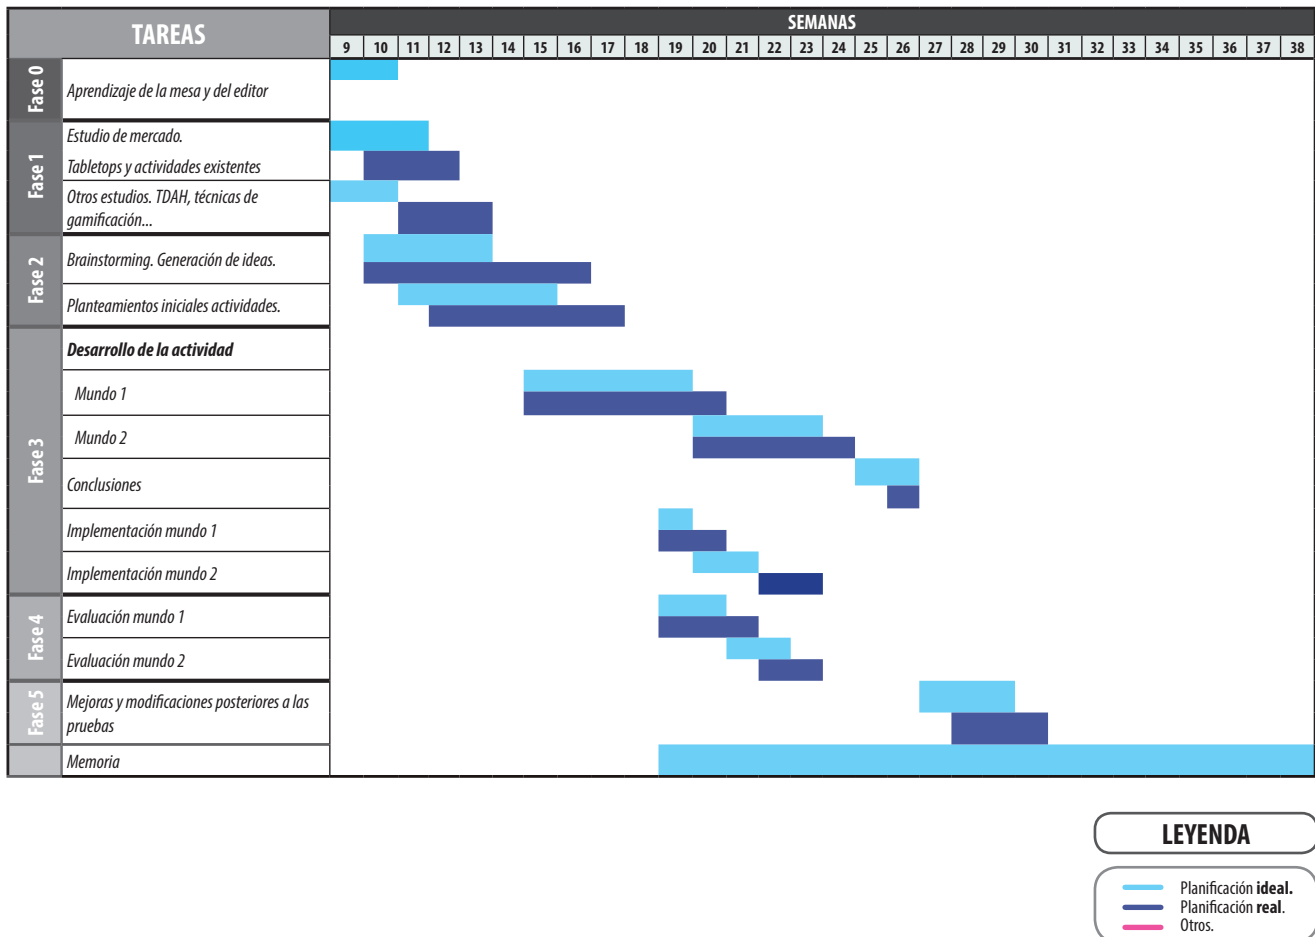 TAREAS
SEMANAS
9 10 11 12 13 14 15 16 17 18 19 20 21 22 23 24 25 26 27 28 29 30 31 32 33 34 35 36 37 38
Fase 0
Aprendizaje de la mesa y del editor
Fase 1
Estudio de mercado.
Tabletops y actividades existentes
Otros estudios. TDAH, técnicas de
gamificación...
Fase 2
Brainstorming. Generación de ideas.
Planteamientos iniciales actividades.
Fase 3
Desarrollo de la actividad
Mundo 1
Mundo 2
Conclusiones
Implementación mundo 1
Implementación mundo 2
Fase 4
Evaluación mundo 1
Evaluación mundo 2
Fase 5
Mejoras y modificaciones posteriores a las
pruebas
Memoria
LEYENDA
Planificación ideal.
Planificación real.
Otros.